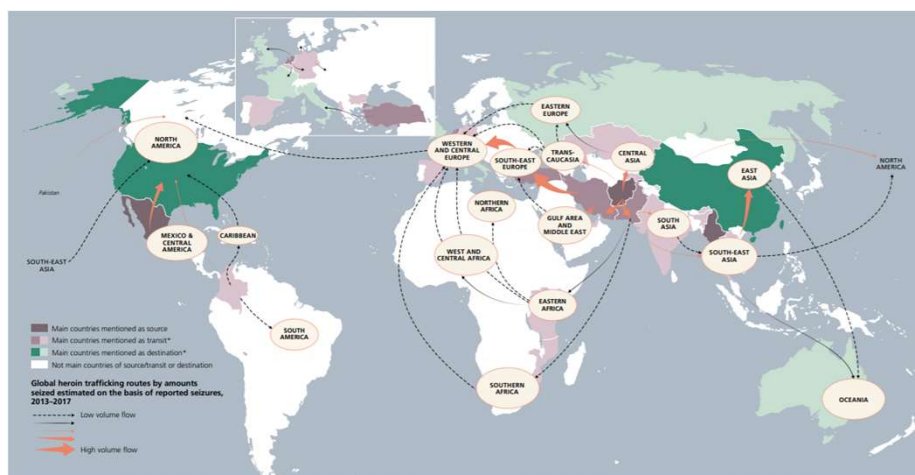 EASTERN
EUROPE
NORTH
AMERICA
WESTERN
AND CENTRAL
EUROPE
SOUTH-EAST
EUROPE
TRANS-
CAUCASIA
CENTRAL
ASIA
EAST
ASIA
NORTH
AMERICA
Pakistan
MEXICO &
CENTRAL
AMERICA
CARIBBEAN
NORTHERN
AFRICA
GULF AREA
AND MIDDLE
EAST
SOUTH
ASIA
SOUTH-EAST
ASIA
SOUTH-EAST
ASIA
WEST AND
CENTRAL AFRICA
EASTERN
AFRICA
SOUTH
AMERICA
SOUTHERN
AFRICA
OCEANIA
Main countries mentioned as source
Main countries mentioned as transit*
Main countries mentioned as destination*
Not main countries of source/transit or destination
Global heroin trafficking routes by amounts
seized estimated on the basis of reported seizures,
2013–2017
Low volume flow
High volume flow